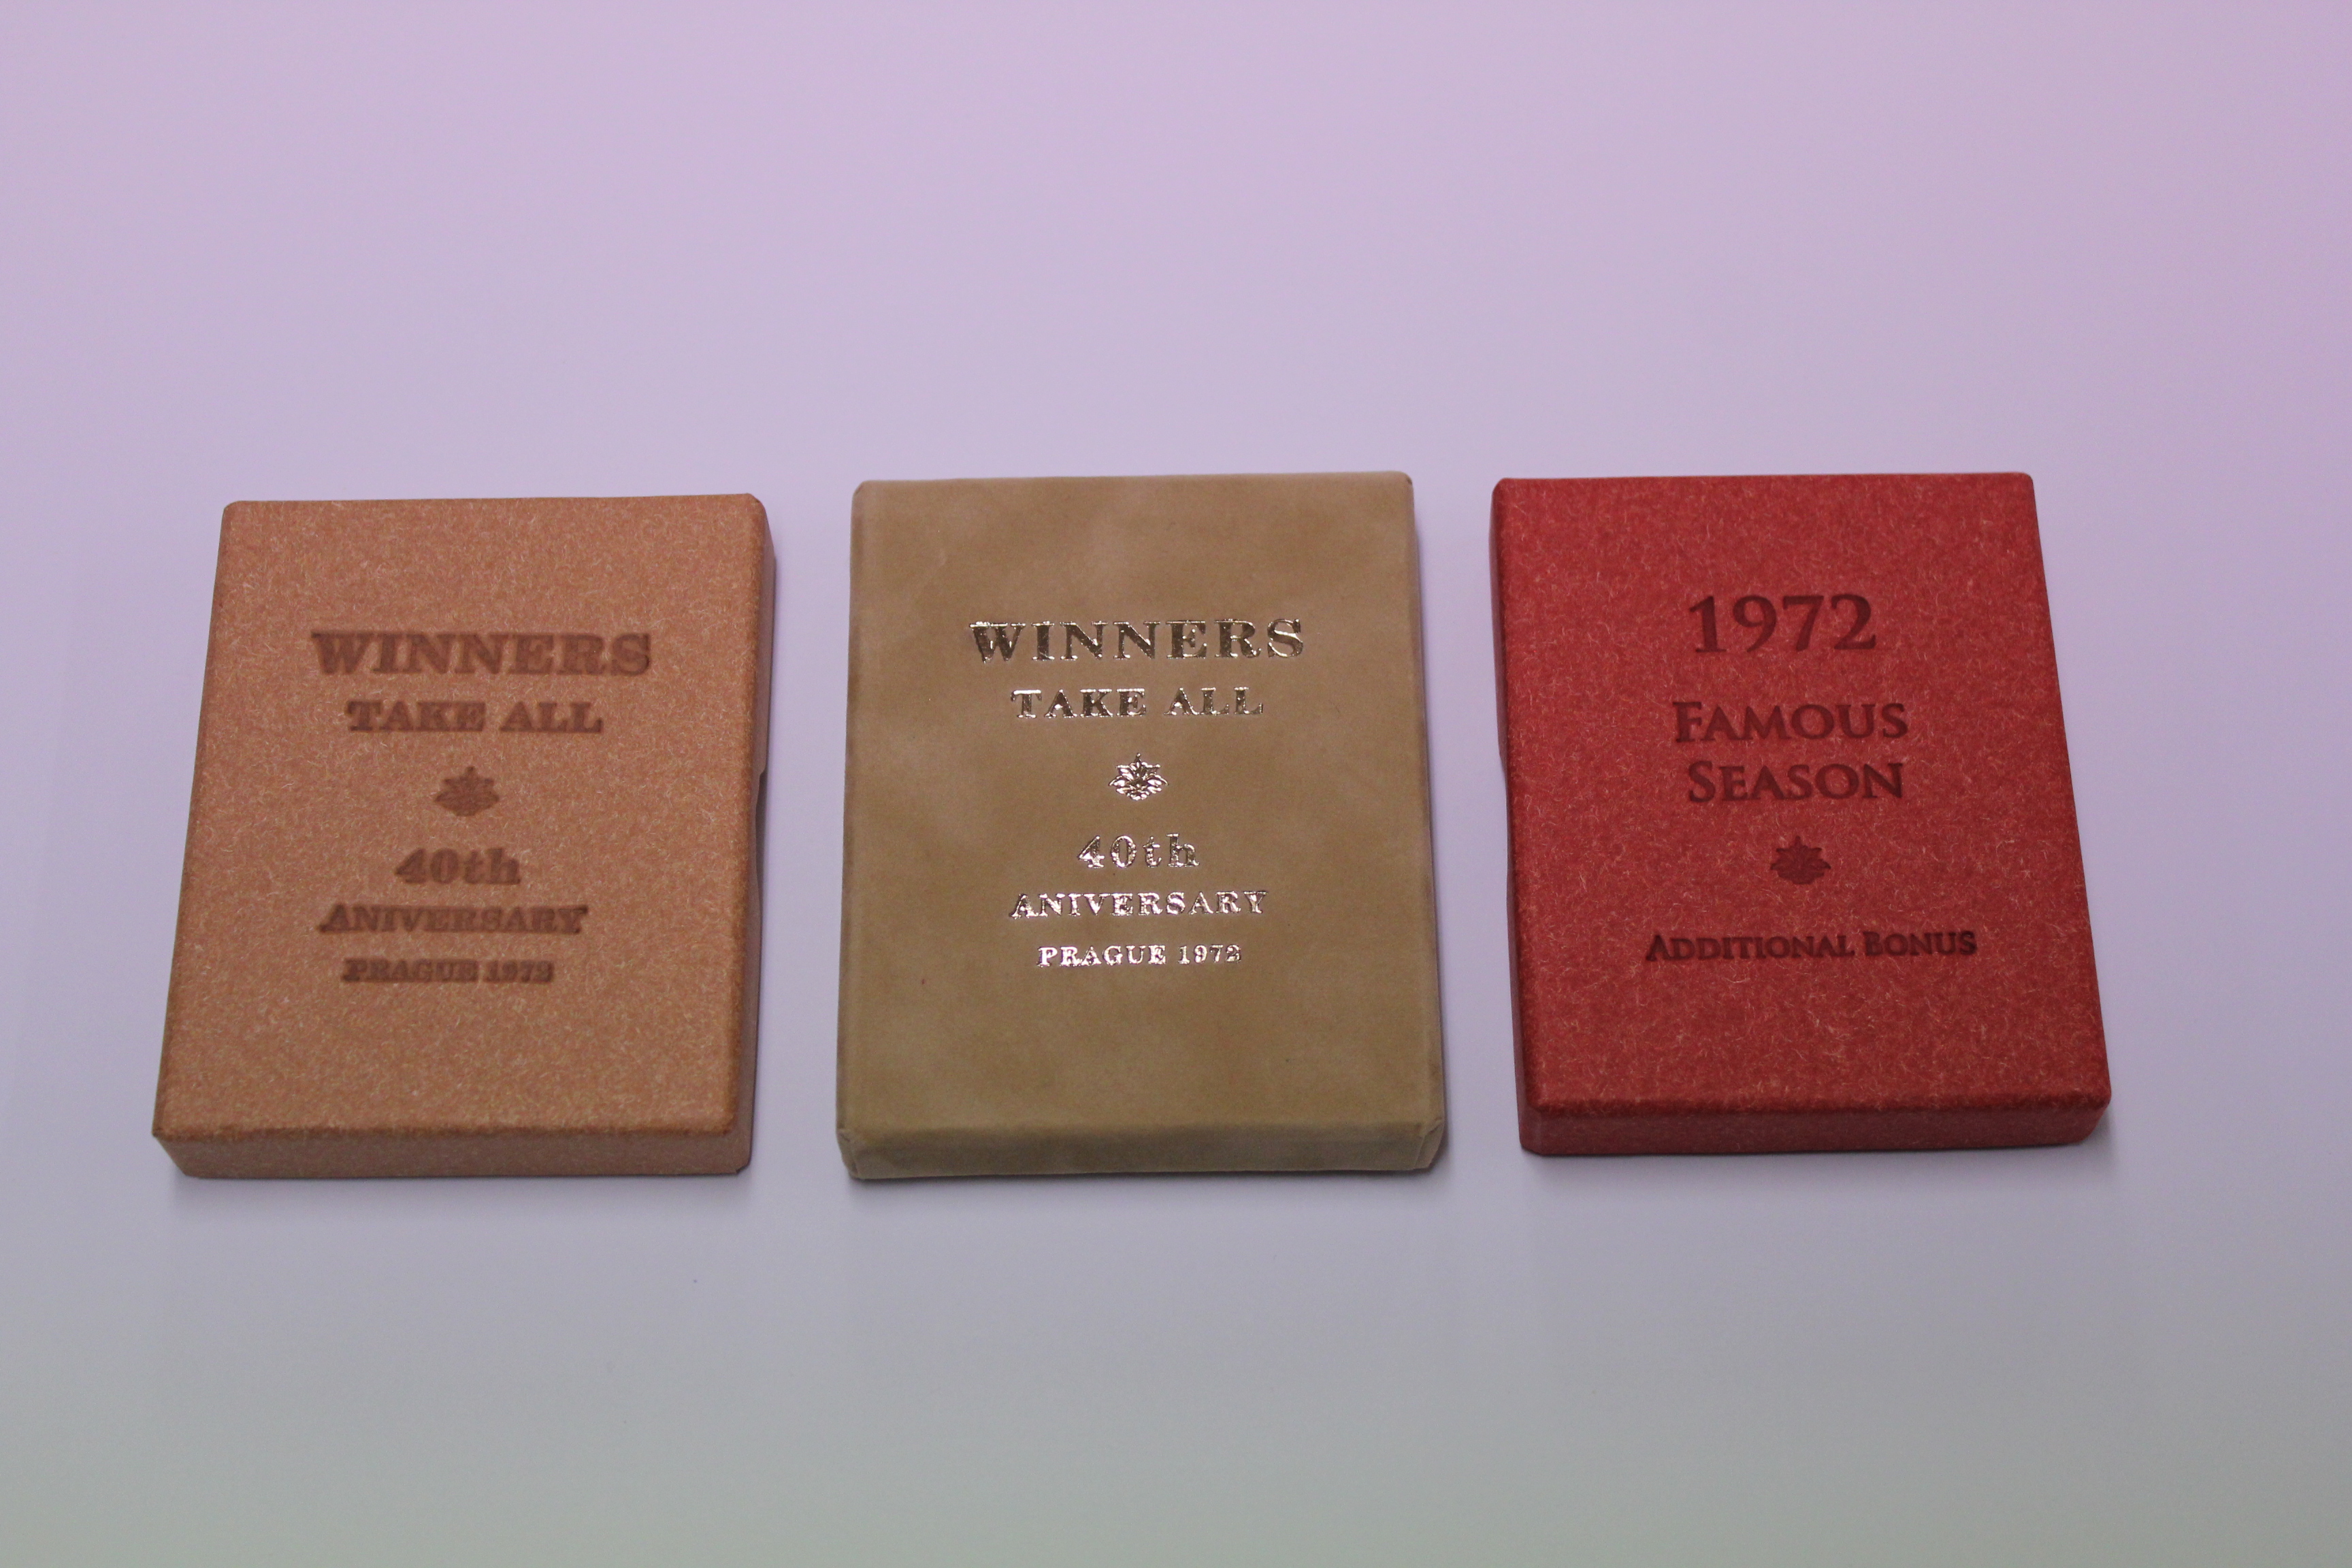 WINNERS
TAKE ALL
40th
ANIVERSARY
PRAGUE 1972
WINNERS
TAKE ALL
40th
ANIVERSARY
PRAGUE 1972
1972
FAMOUS
SEASON
ADDITIONAL BONUS